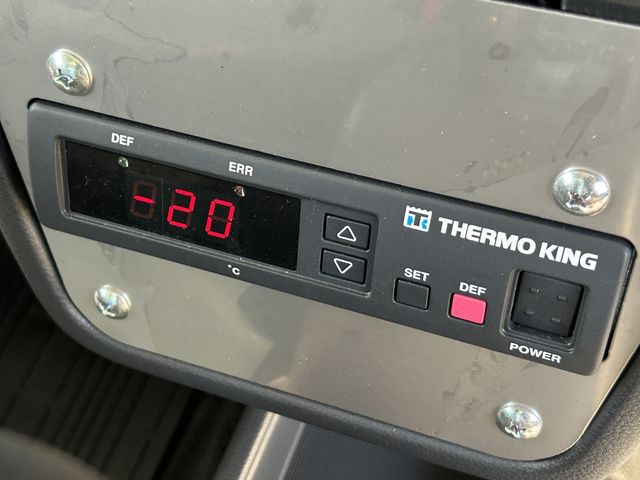 DEF
ERR
-20
°C
THERMO KING
SET
DEF
POWER